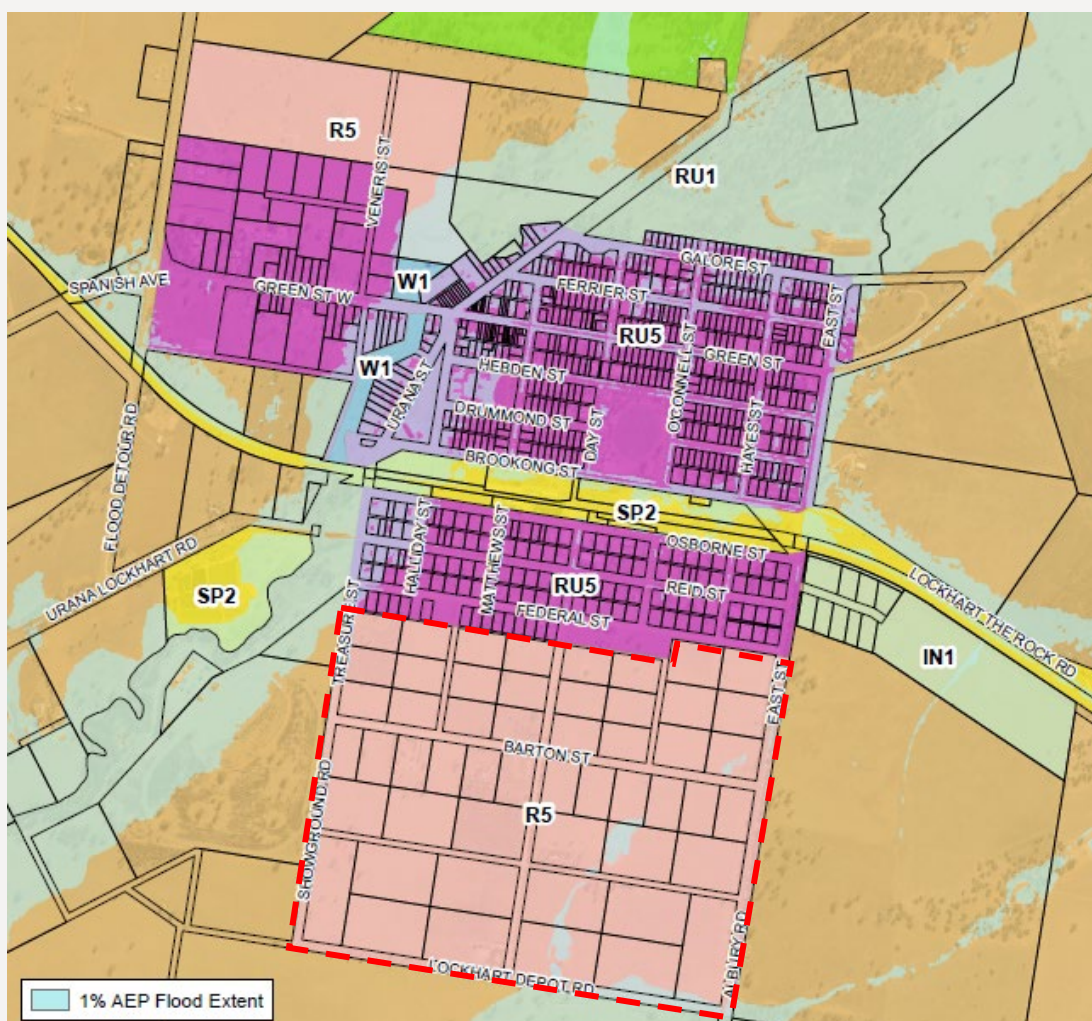 R5
VENERIS ST
RU1
SPANISH AVE
GREEN ST W
W1
GALORE ST
FERRIER ST
EAST ST
RU5
OCONNELL ST
GREEN ST
W1
URANA ST
HEBDEN ST
DRUMMOND ST
DAY ST
HAYES ST
BROOKONG ST
FLOOD DETOUR RD
SP2
OSBORNE ST
HALLIDAY ST
MATTHEWS ST
REID ST
RU5
FEDERAL ST
URANA LOCKHART RD
SP2
TREASURE ST
LOCKHART THE ROCK RD
IN1
EAST ST
BARTON ST
R5
SHOWGROUND RD
ALBURY RD
LOCKHART DEPOT RD
1% AEP Flood Extent